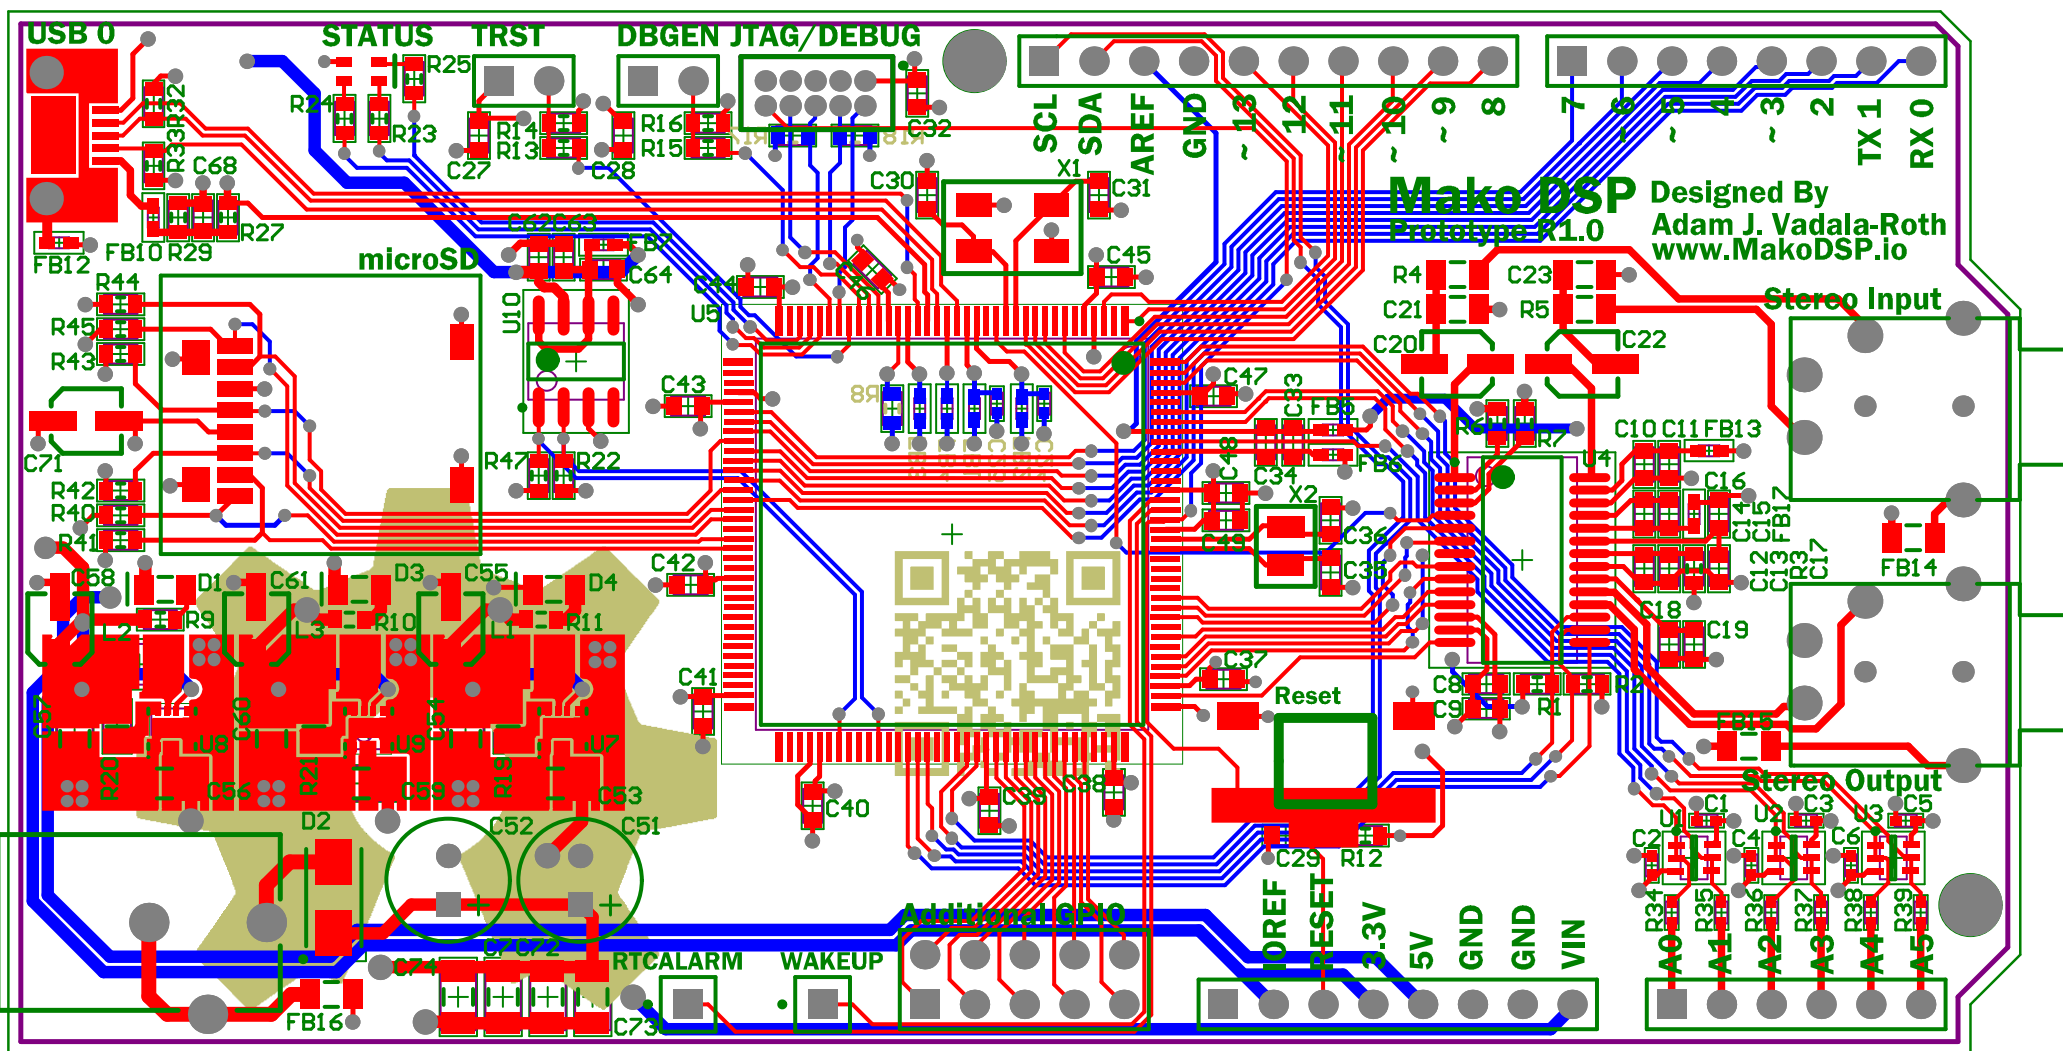 USB 0
STATUS
TRST
DBGEN JTAG/DEBUG
R25
R24
R32
R23
R14
R13
R16
R15
C32
R33
C68
C27
C28
R18
SCL
SDA
AREF
GND
~13
12
~11
~10
~9
8
7
~6
~5
4
~3
2
TX 1
RX 0
X1
C30
C31
Mako DSP
Prototype R1.0
Designed By
Adam J. Vadala-Roth
www.MakoDSP.io
FB12
FB10
R29
R27
C62
C63
FB7
C64
microSD
C44
C45
R4
C23
C21
R5
Stereo Input
R44
R45
R43
U10
U5
C20
C22
C43
R8
C47
C33
FB5
FB6
R6
R7
C10
C11
FB13
C71
R47
R22
C48
C34
X2
U4
C16
R42
R40
R41
C49
C36
C35
C14
C15
FB17
C12
C13
R3
C17
FB14
C58
D1
C61
D3
C55
D4
C42
R9
R10
R11
L2
L3
L1
C18
C19
C41
C37
C8
C9
R1
R2
Reset
FB15
C57
C60
C54
U8
U9
U7
R20
R21
R19
C56
C59
C53
C40
C39
C38
Stereo Output
D2
C52
C51
C29
R12
C2
U1
C1
C4
U2
C3
C6
U3
C5
R34
R35
R36
R37
R38
R39
Additional GPIO
IOREF
RESET
3.3V
5V
GND
GND
VIN
A0
A1
A2
A3
A4
A5
C74
C72
RTCALARM
WAKEUP
FB16
C73